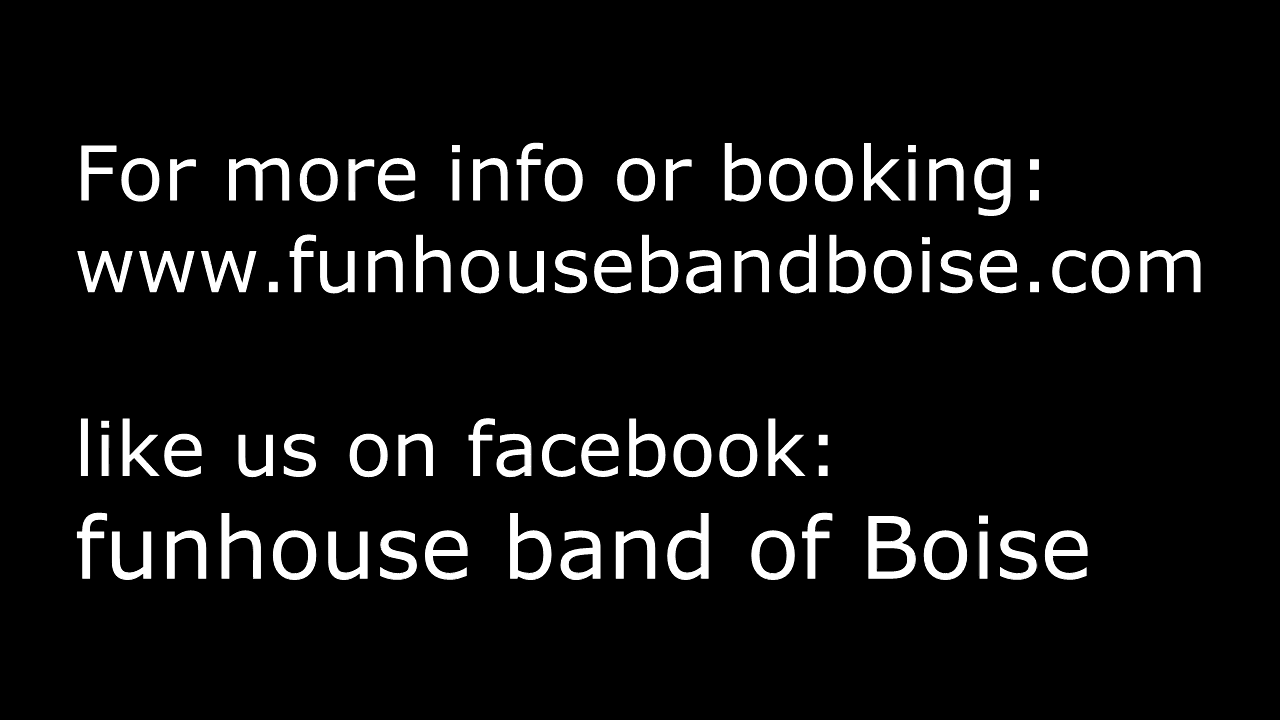 For more info or booking:
www.funhousebandboise.com
like us on facebook:
funhouse band of Boise